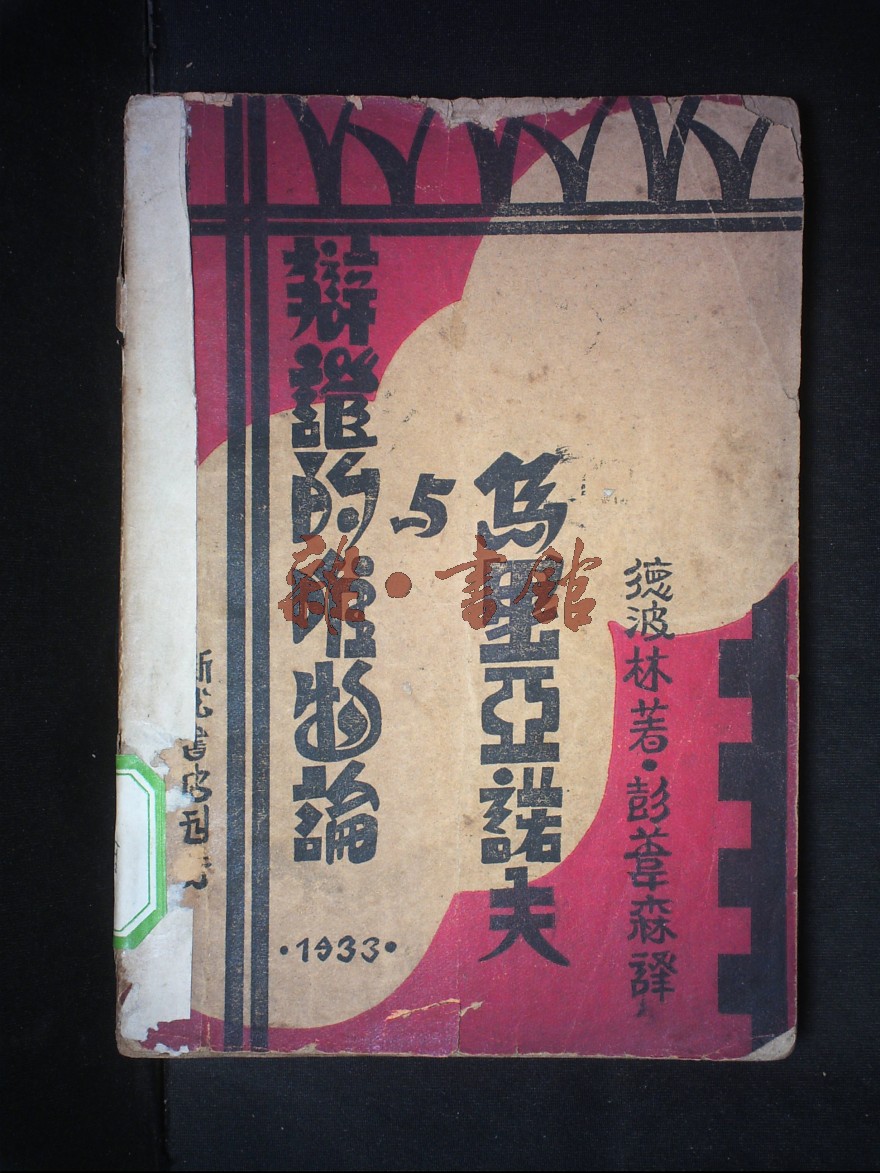 德波林著·彭葦森譯
烏里亞諾夫
与
辯證的唯物論
·1933·
書
雜·書館